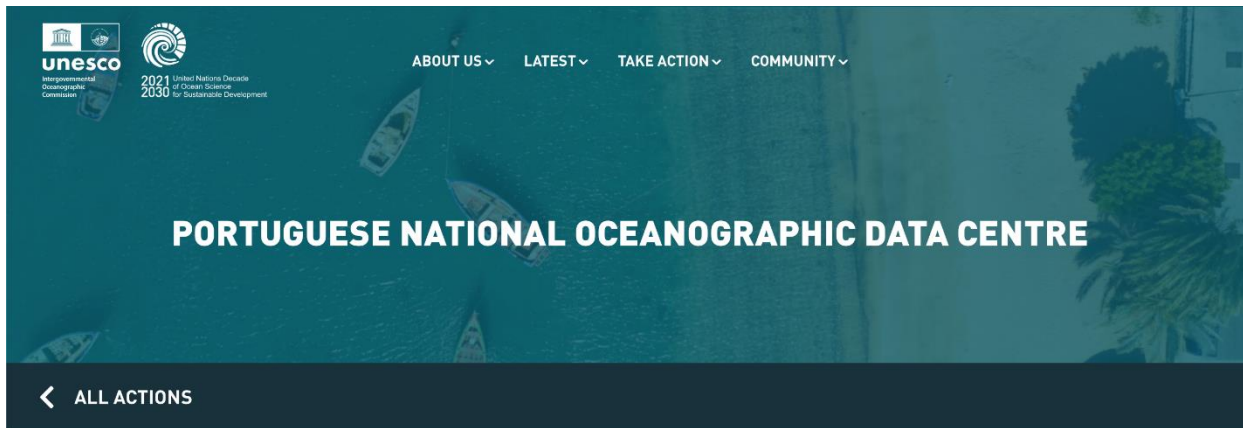 unesco
Intergovernmental
Oceanographic
Commission
2021 United Nations Decade
of Ocean Science
2030 for Sustainable Development
ABOUT US
LATEST
TAKE ACTION
COMMUNITY
PORTUGUESE NATIONAL OCEANOGRAPHIC DATA CENTRE
ALL ACTIONS